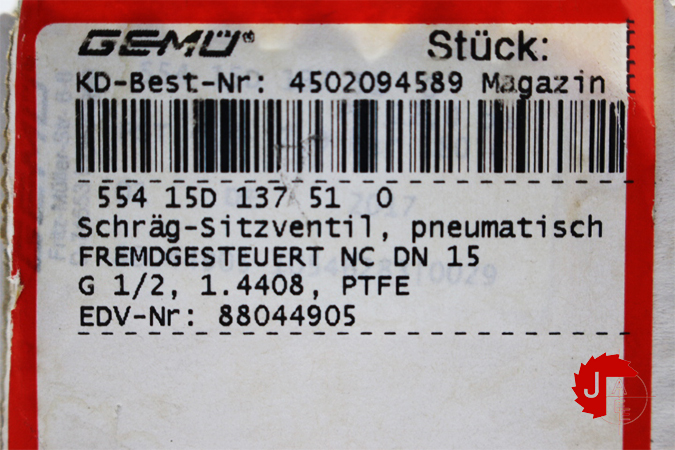 GEMÜ® Stück:
KD-Best-Nr: 4502094589 Magazin
554 15D 137 51 O
Schräg-Sitzventil, pneumatisch
FREMDGESTEUERT NC DN 15
G 1/2, 1.4408, PTFE
EDV-Nr: 88044905
J